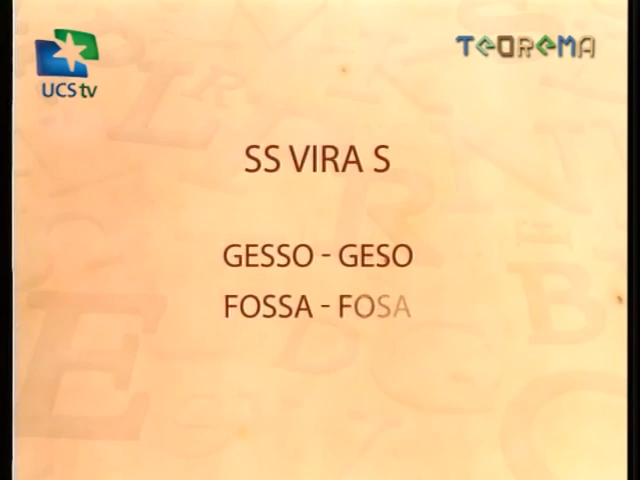 UCS tv
TEOREMA
SS VIRA S
GESSO - GESO
FOSSA - FOSA